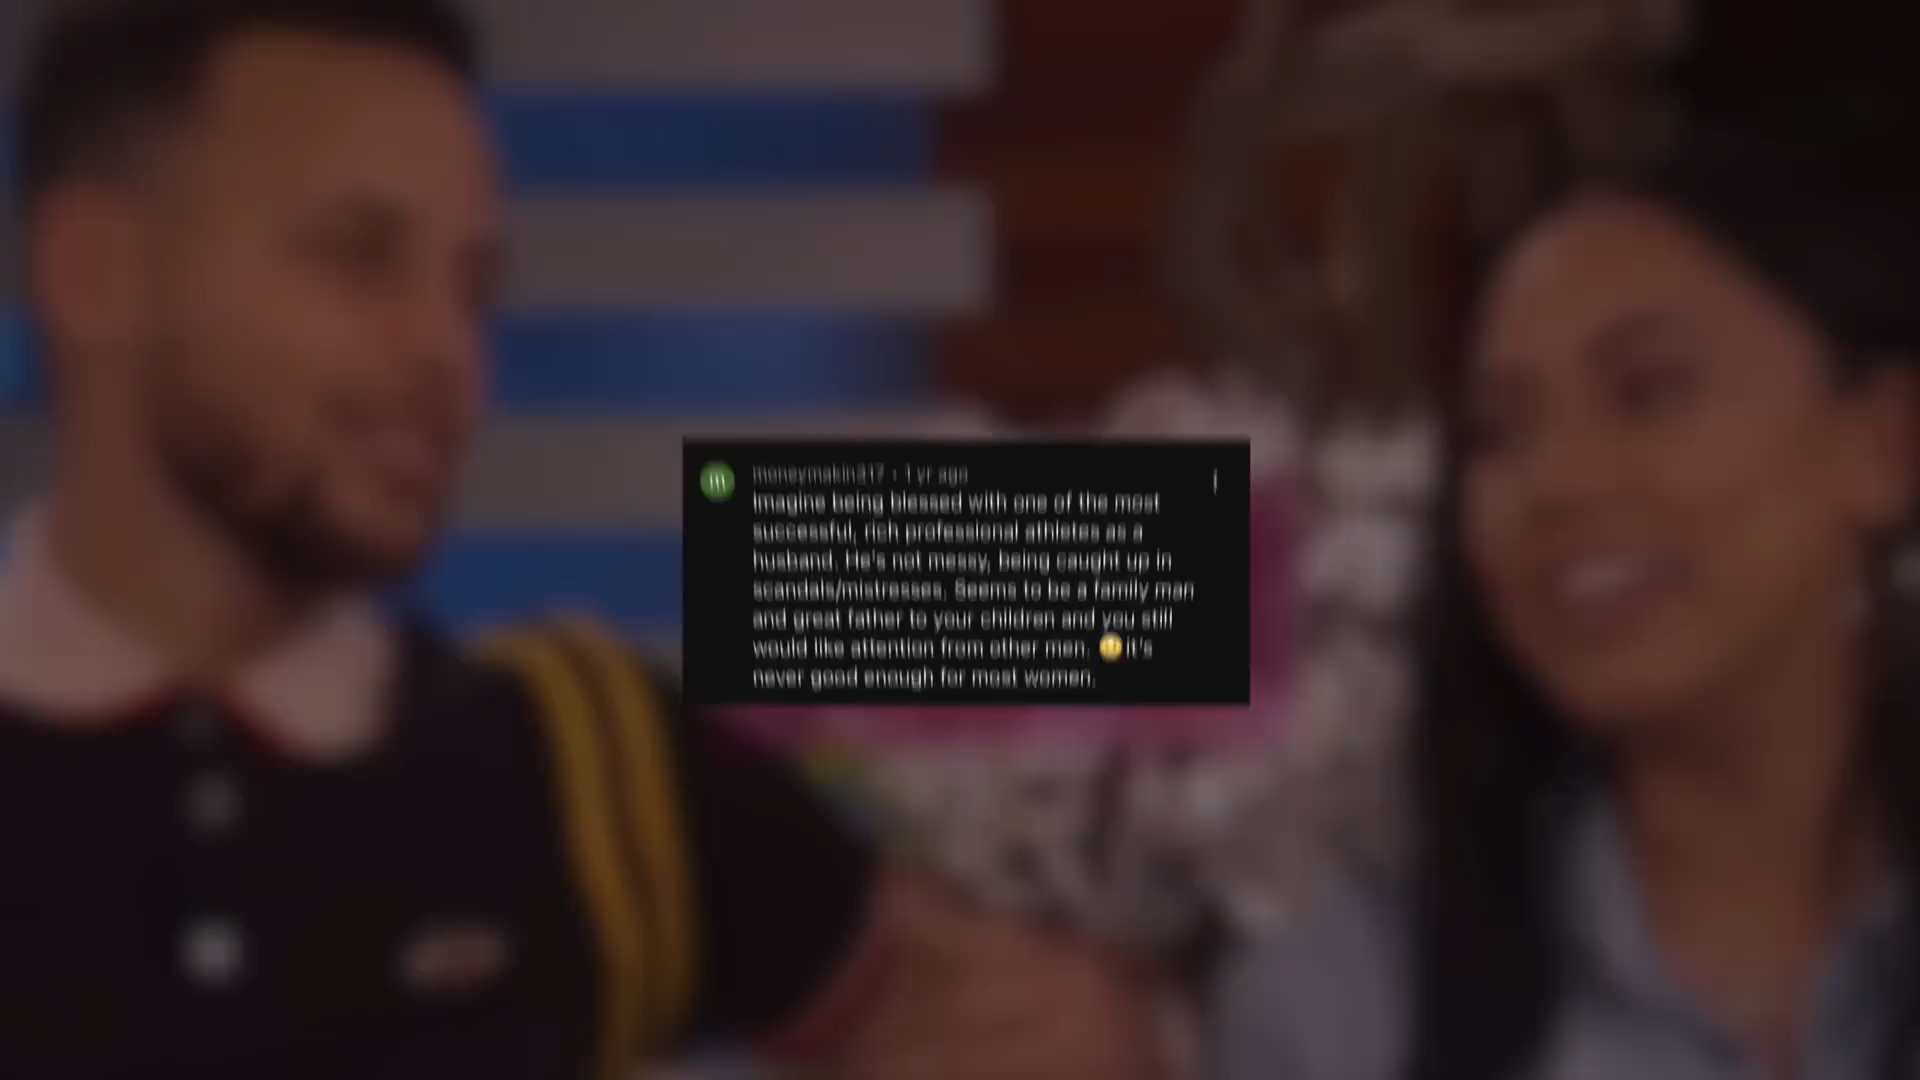 moneymakin317 • 1 yr ago
Imagine being blessed with one of the most
successful, rich professional athletes as a
husband. He's not messy, being caught up in
scandals/mistresses. Seems to be a family man
and great father to your children and you still
would like attention from other men. 😐 it's
never good enough for most women.